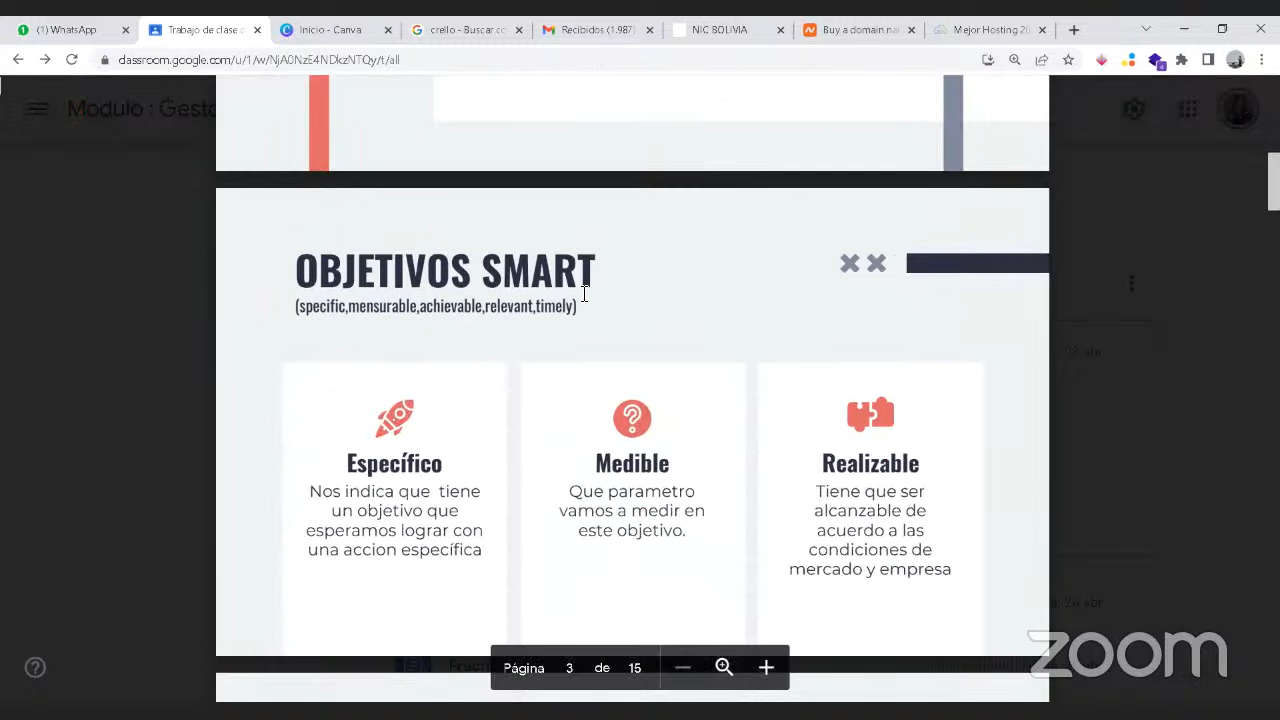 (1) WhatsApp
Trabajo de clase c
Inicio - Canva
crello - Buscar co
Recibidos (1.987)
NIC BOLIVIA
Buy a domain na
Mejor Hosting 20
classroom.google.com/u/1/w/NjA0NzE4NDkzNTQy/t/all
Modulo : Gesto
OBJETIVOS SMART
(specific,mensurable,achievable,relevant,timely)
Específico
Nos indica que tiene
un objetivo que
esperamos lograr con
una accion específica
Medible
Que parametro
vamos a medir en
este objetivo.
Realizable
Tiene que ser
alcanzable de
acuerdo a las
condiciones de
mercado y empresa
Página 3 de 15
zoom